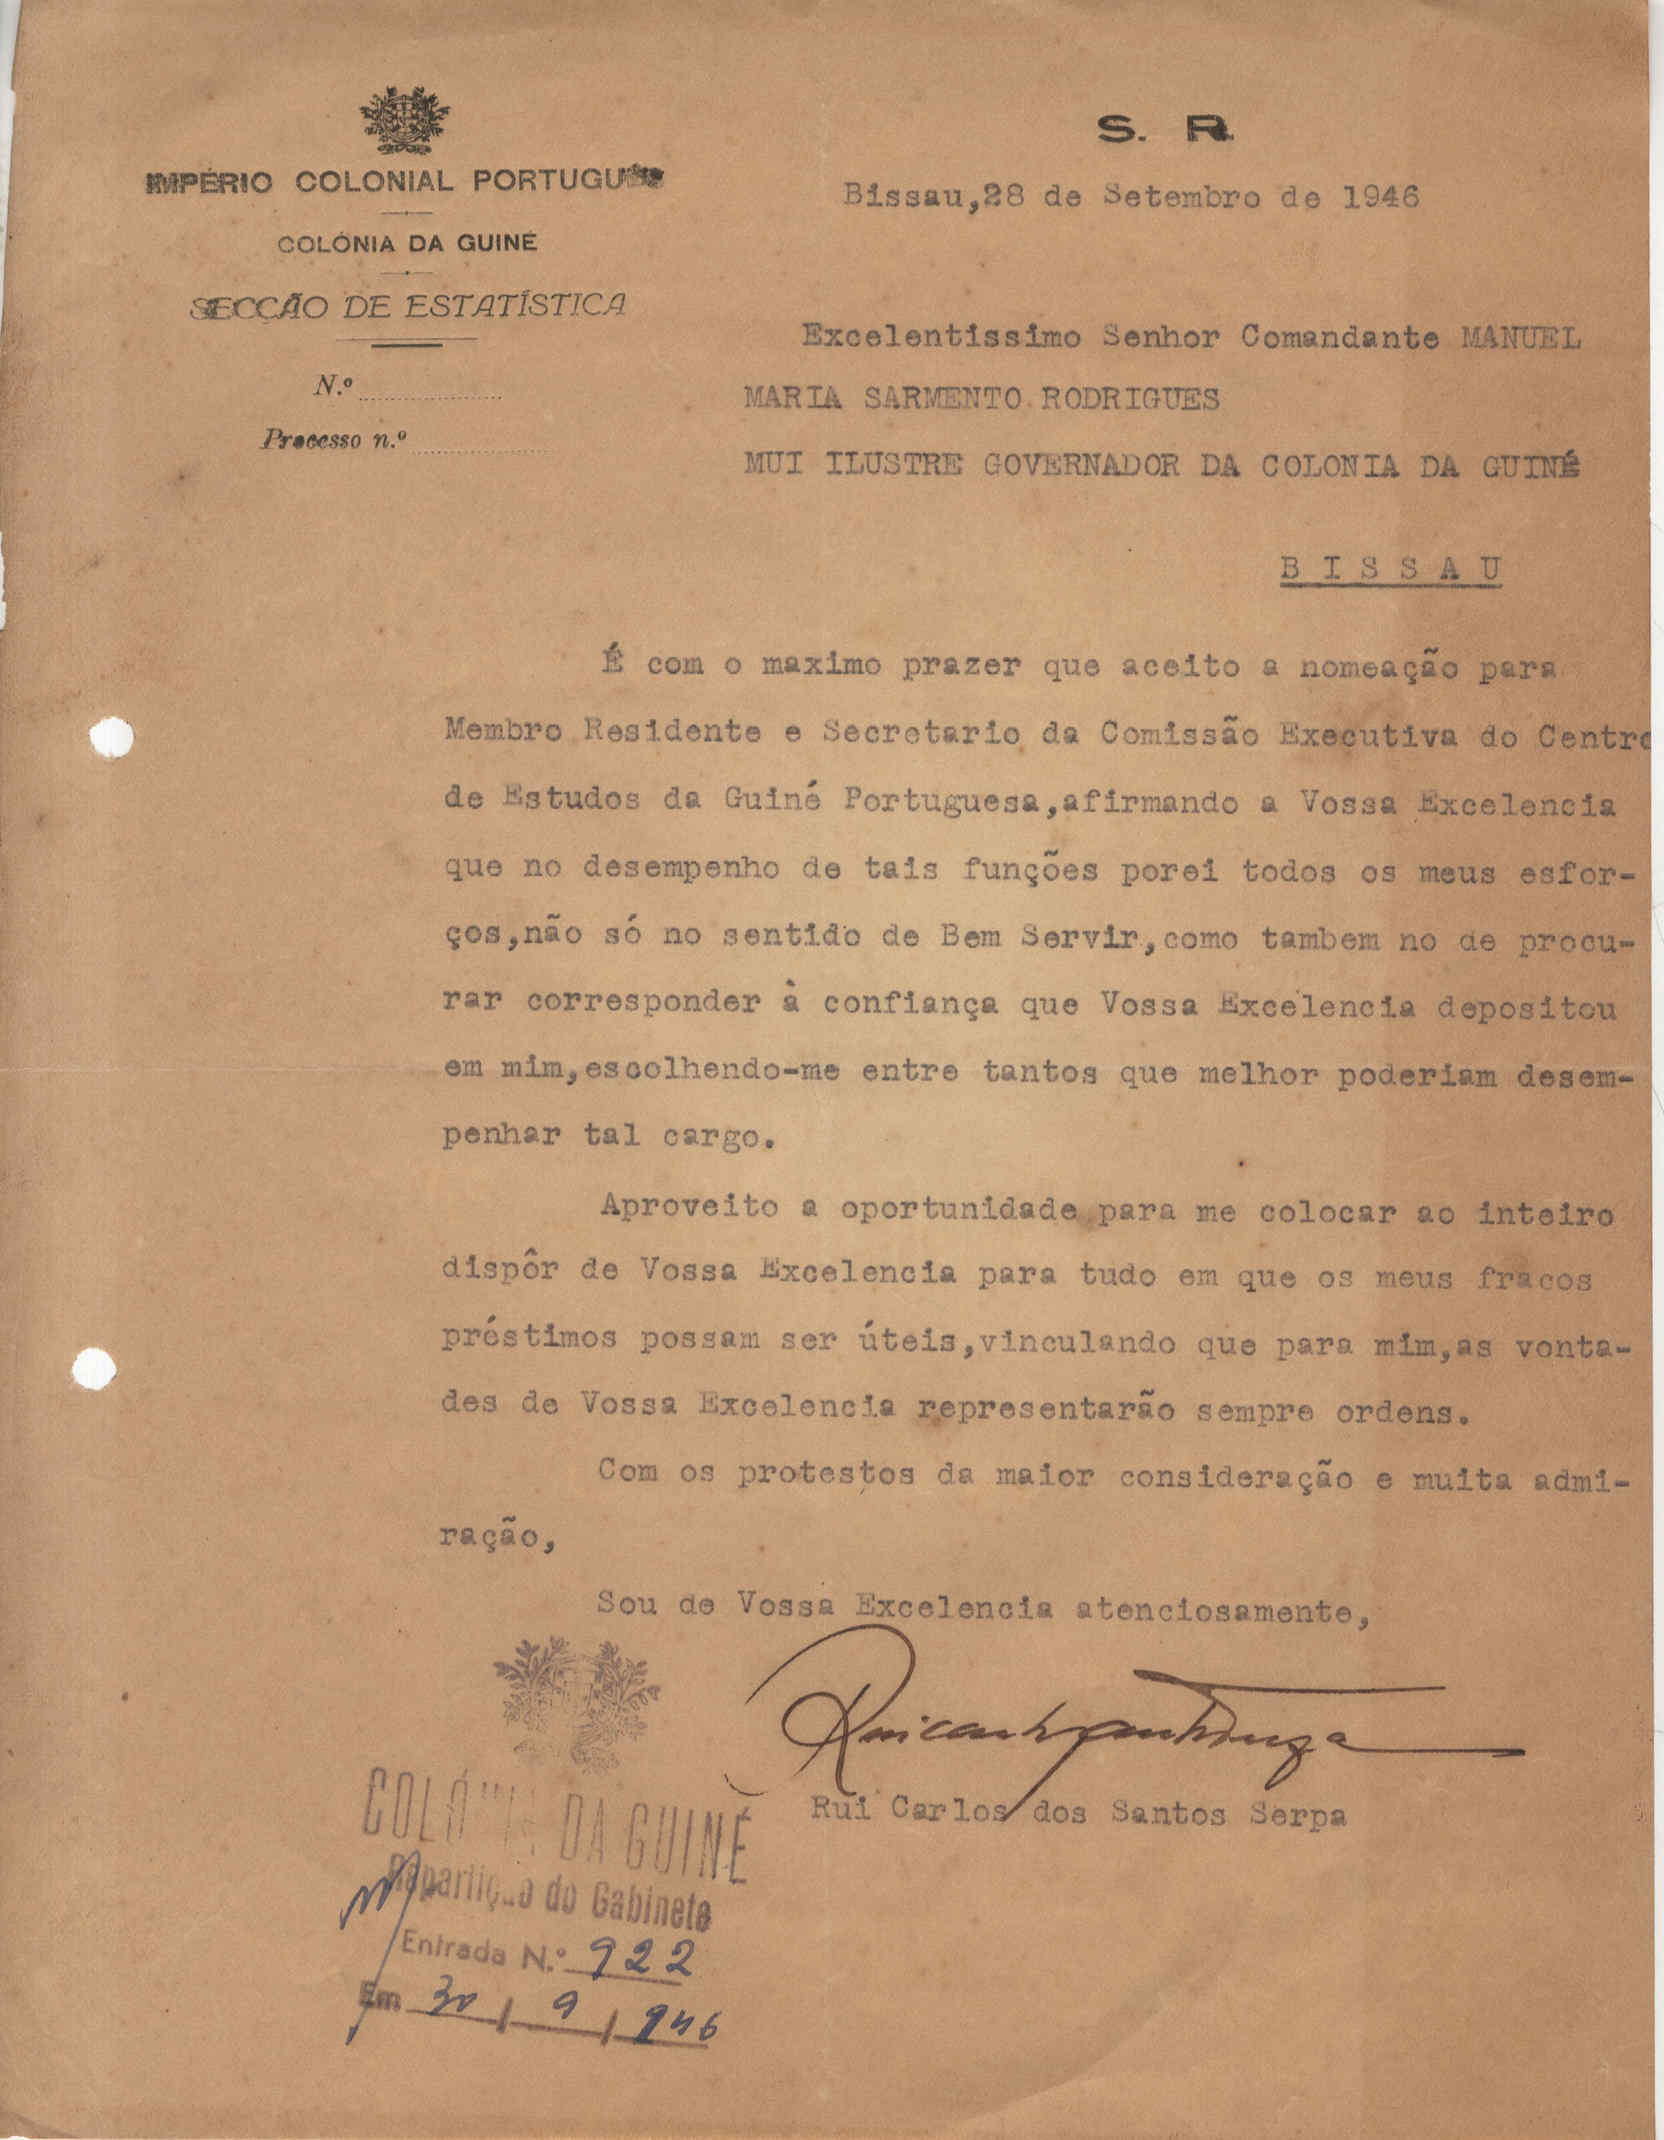 S. R.
IMPÉRIO COLONIAL PORTUGUÊS
Bissau,28 de Setembro de 1946
COLÓNIA DA GUINÉ
SECÇÃO DE ESTATÍSTICA
Excelentissimo Senhor Comandante MANUEL
N.º
MARIA SARMENTO RODRIGUES
Processo n.º
MUI ILUSTRE GOVERNADOR DA COLONIA DA GUINÉ
B I S S A U
É com o maximo prazer que aceito a nomeação para
Membro Residente e Secretario da Comissão Executiva do Centro
de Estudos da Guiné Portuguesa,afirmando a Vossa Excelencia
que no desempenho de tais funções porei todos os meus esfor-
ços,não só no sentido de Bem Servir,como tambem no de procu-
rar corresponder à confiança que Vossa Excelencia depositou
em mim,escolhendo-me entre tantos que melhor poderiam desem-
penhar tal cargo.
Aproveito a oportunidade para me colocar ao inteiro
dispôr de Vossa Excelencia para tudo em que os meus fracos
préstimos possam ser úteis,vinculando que para mim,as vonta-
des de Vossa Excelencia representarão sempre ordens.
Com os protestos da maior consideração e muita admi-
ração,
Sou de Vossa Excelencia atenciosamente,
Rui Carlos dos Santos Serpa
COLÓNIA DA GUINÉ
Repartição do Gabinete
Entrada N.º 922
Em 30/9/946